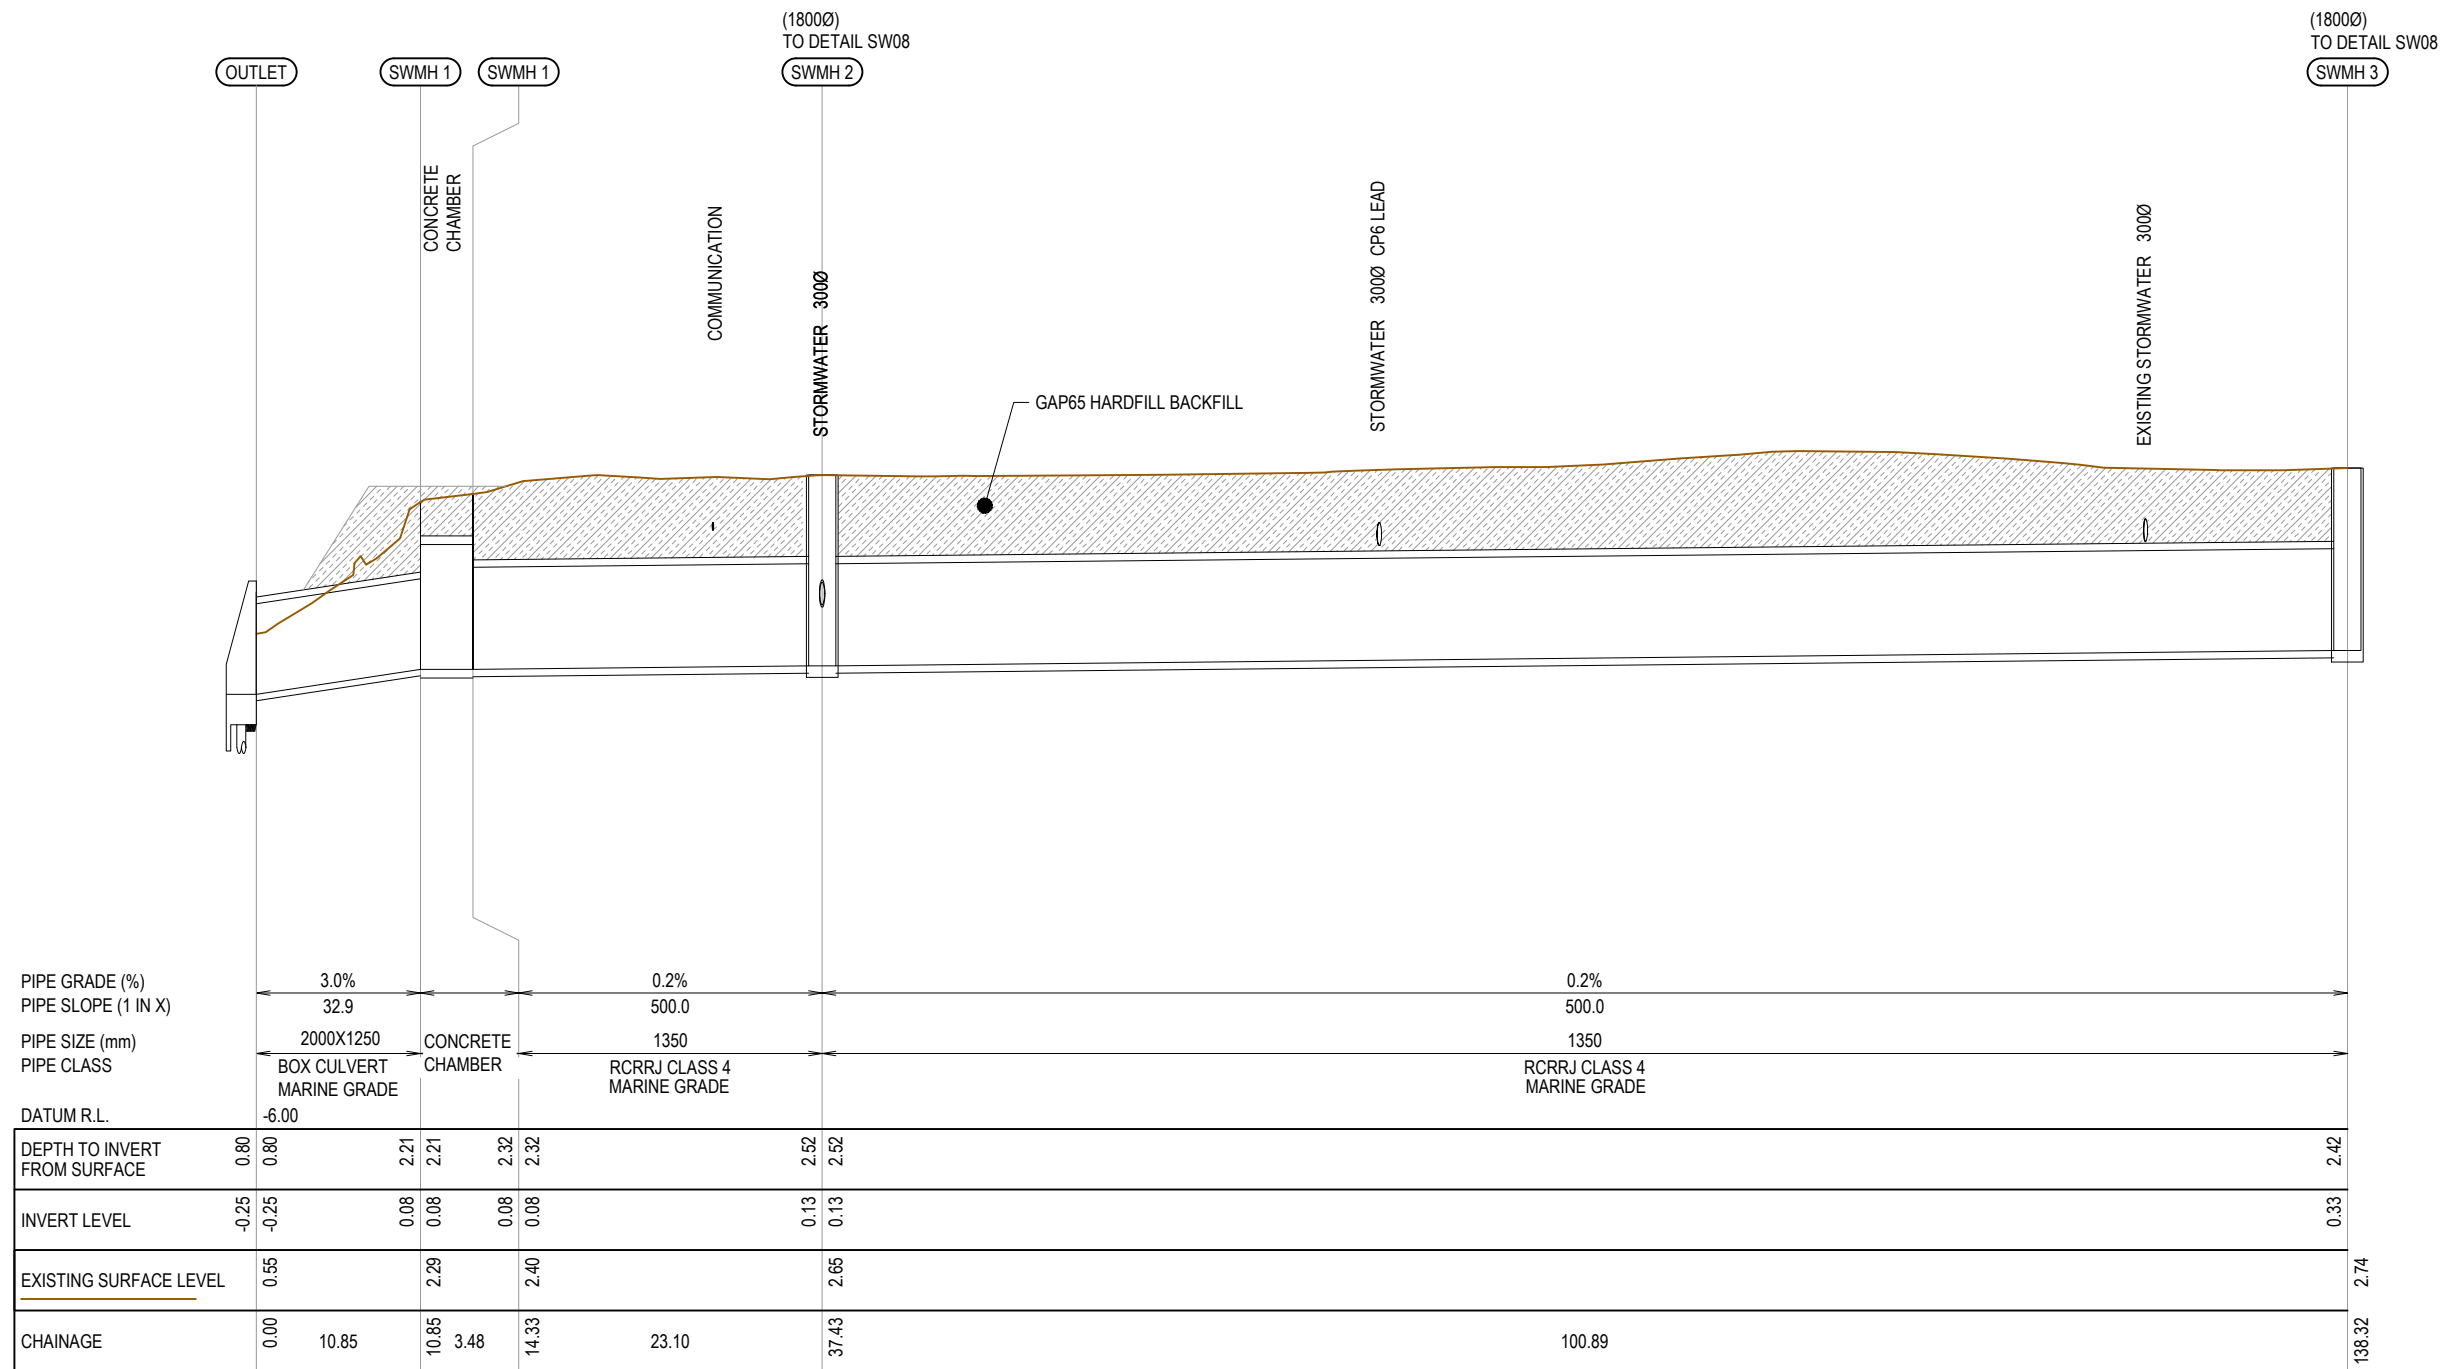 (1800Ø)
TO DETAIL SW08
(1800Ø)
TO DETAIL SW08
OUTLET
SWMH 1
SWMH 1
SWMH 2
SWMH 3
CONCRETE
CHAMBER
COMMUNICATION
STORMWATER 300Ø
STORMWATER 300Ø CP6 LEAD
EXISTING STORMWATER 300Ø
GAP65 HARDFILL BACKFILL
PIPE GRADE (%) 3.0% 0.2% 0.2%
PIPE SLOPE (1 IN X) 32.9 500.0 500.0
PIPE SIZE (mm) 2000X1250 CONCRETE 1350 1350
PIPE CLASS BOX CULVERT CHAMBER RCRRJ CLASS 4 RCRRJ CLASS 4
MARINE GRADE MARINE GRADE MARINE GRADE
DATUM R.L. -6.00
DEPTH TO INVERT
FROM SURFACE
0.80 0.80 2.21 2.21 2.32 2.32 2.52 2.52 2.42
INVERT LEVEL -0.25 -0.25 0.08 0.08 0.08 0.08 0.13 0.13 0.33
EXISTING SURFACE LEVEL 0.55 2.29 2.40 2.65 2.74
CHAINAGE 0.00 10.85 10.85 3.48 14.33 23.10 37.43 100.89 138.32